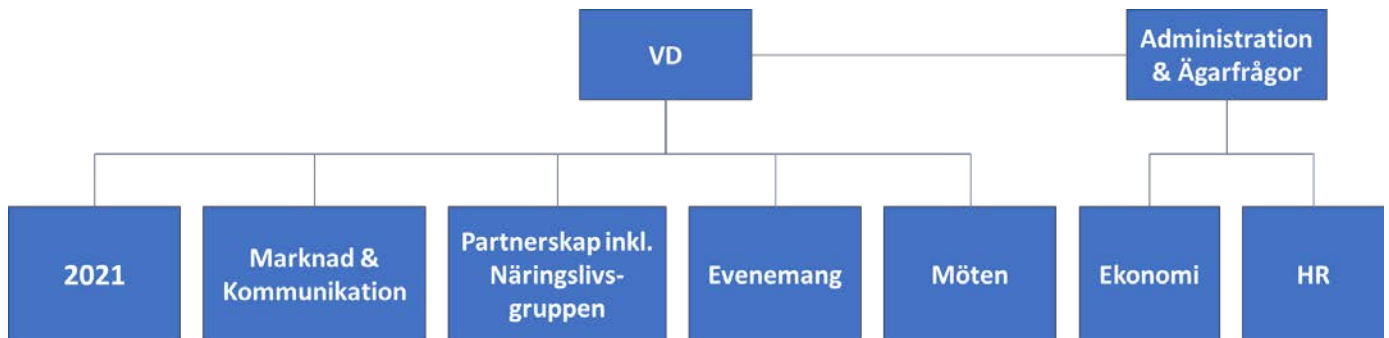 VD
Administration
& Ägarfrågor
2021
Marknad &
Kommunikation
Partnerskap inkl.
Näringslivs-
gruppen
Evenemang
Möten
Ekonomi
HR